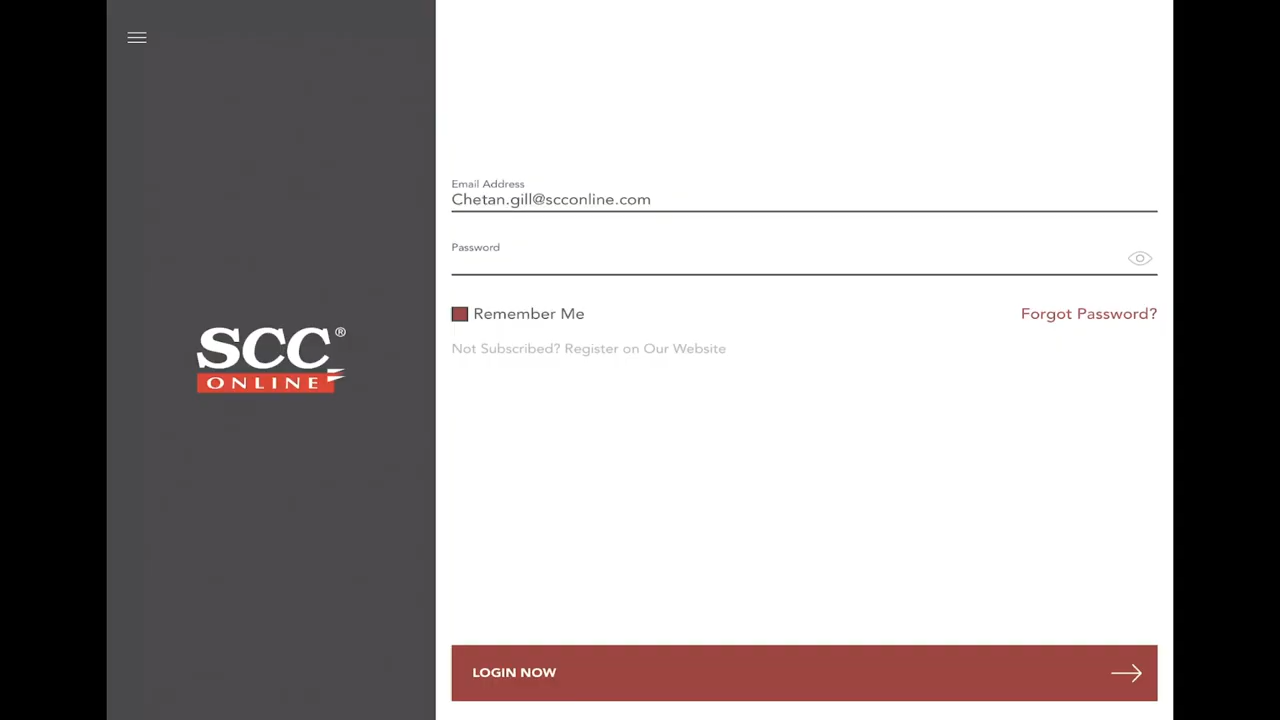 SCC®
ONLINE
Email Address
Chetan.gill@scconline.com
Password
Remember Me
Forgot Password?
Not Subscribed? Register on Our Website
LOGIN NOW